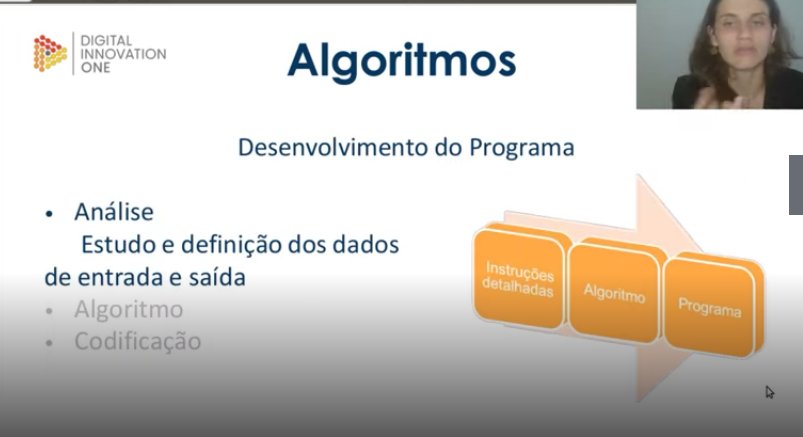 DIGITAL
INNOVATION
ONE
Algoritmos
Desenvolvimento do Programa
• Análise
Estudo e definição dos dados
de entrada e saída
• Algoritmo
• Codificação
Instruções
detalhadas
Algoritmo
Programa